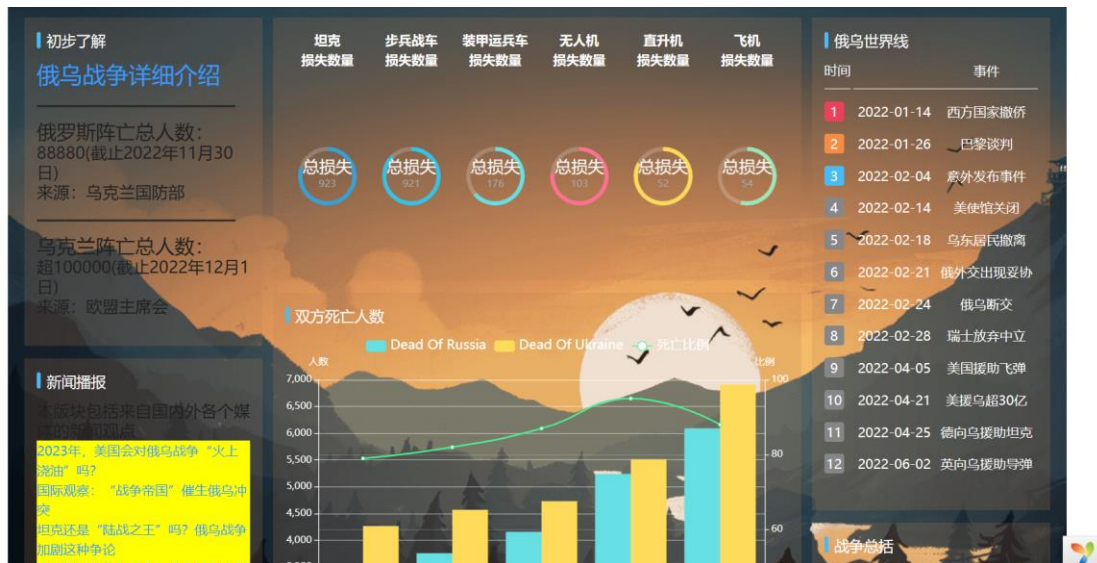 初步了解
俄乌战争详细介绍
俄罗斯阵亡总人数：
88880(截止2022年11月30
日)
来源：乌克兰国防部
乌克兰阵亡总人数：
超100000(截止2022年12月1
日)
来源：欧盟主席会
新闻播报
本版块包括来自国内外各个媒
体的新闻观点
2023年，美国会对俄乌战争“火上
浇油”吗？
国际观察：“战争帝国”催生俄乌冲
突
坦克还是“陆战之王”吗？俄乌战争
加剧这种争论
坦克 步兵战车 装甲运兵车 无人机 直升机 飞机
损失数量 损失数量 损失数量 损失数量 损失数量 损失数量
总损失 总损失 总损失 总损失 总损失 总损失
923 921 176 103 52 54
双方死亡人数
Dead Of Russia Dead Of Ukraine 死亡比例
人数 比例
7,000 100
6,500
6,000
5,500 80
5,000
4,500
4,000 60
俄乌世界线
时间 事件
1 2022-01-14 西方国家撤侨
2 2022-01-26 巴黎谈判
3 2022-02-04 意外发布事件
4 2022-02-14 美使馆关闭
5 2022-02-18 乌东居民撤离
6 2022-02-21 俄外交出现妥协
7 2022-02-24 俄乌断交
8 2022-02-28 瑞士放弃中立
9 2022-04-05 美国援助飞弹
10 2022-04-21 美援乌超30亿
11 2022-04-25 德向乌援助坦克
12 2022-06-02 英向乌援助导弹
战争总括